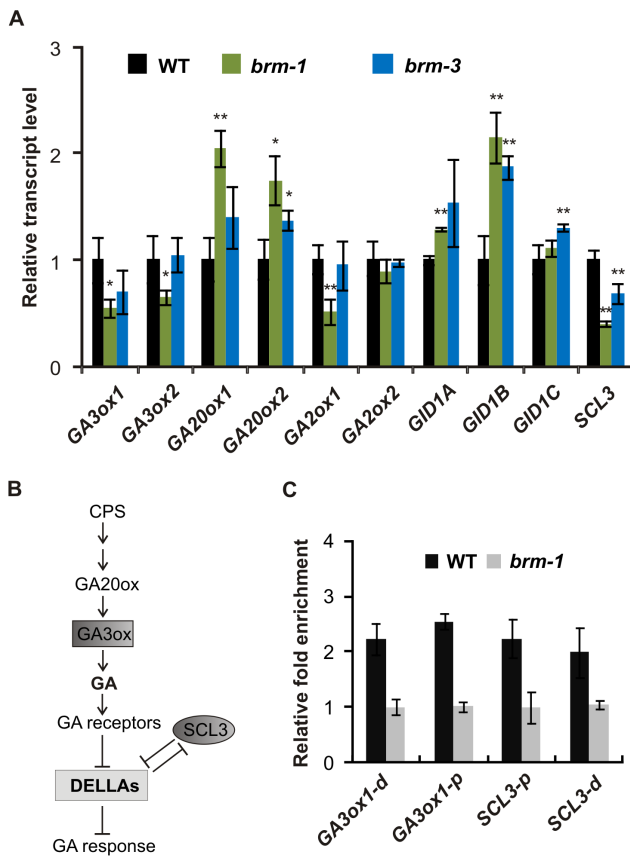 A
3
2
1
0
Relative transcript level
WT brm-1 brm-3
* * ** * * ** ** ** ** ** ** **
GA3ox1 GA3ox2 GA20ox1 GA20ox2 GA2ox1 GA2ox2 GID1A GID1B GID1C SCL3
B
CPS
GA20ox
GA3ox
GA
GA receptors
SCL3
DELLAs
GA response
C
4
3
2
1
0
Relative fold enrichment
WT brm-1
GA3ox1-d GA3ox1-p SCL3-p SCL3-d